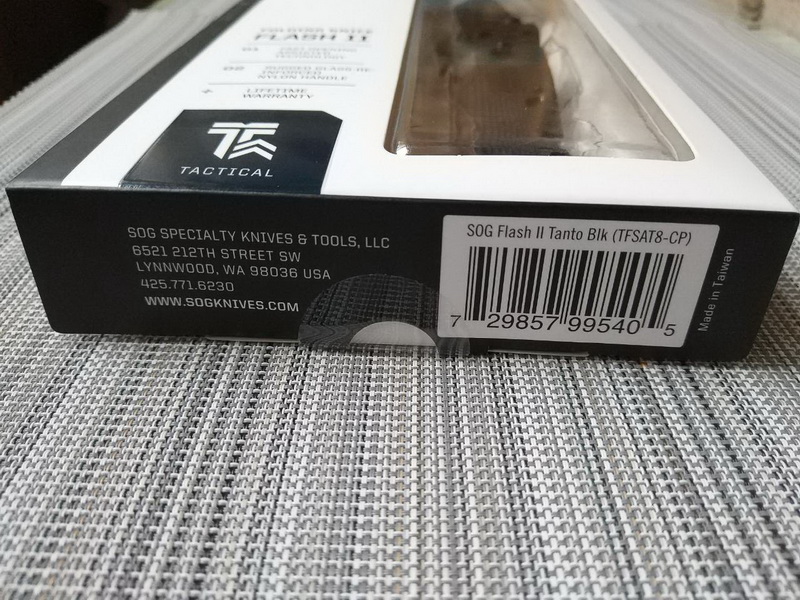 FOLDING KNIFE
FLASH II
LIFETIME
WARRANTY
TACTICAL
SOG SPECIALTY KNIVES & TOOLS, LLC
6521 212TH STREET SW
LYNNWOOD, WA 98036 USA
425.771.6230
WWW.SOGKNIVES.COM
SOG Flash II Tanto Blk (TFSAT8-CP)
7 29857 99540 5
Made in Taiwan